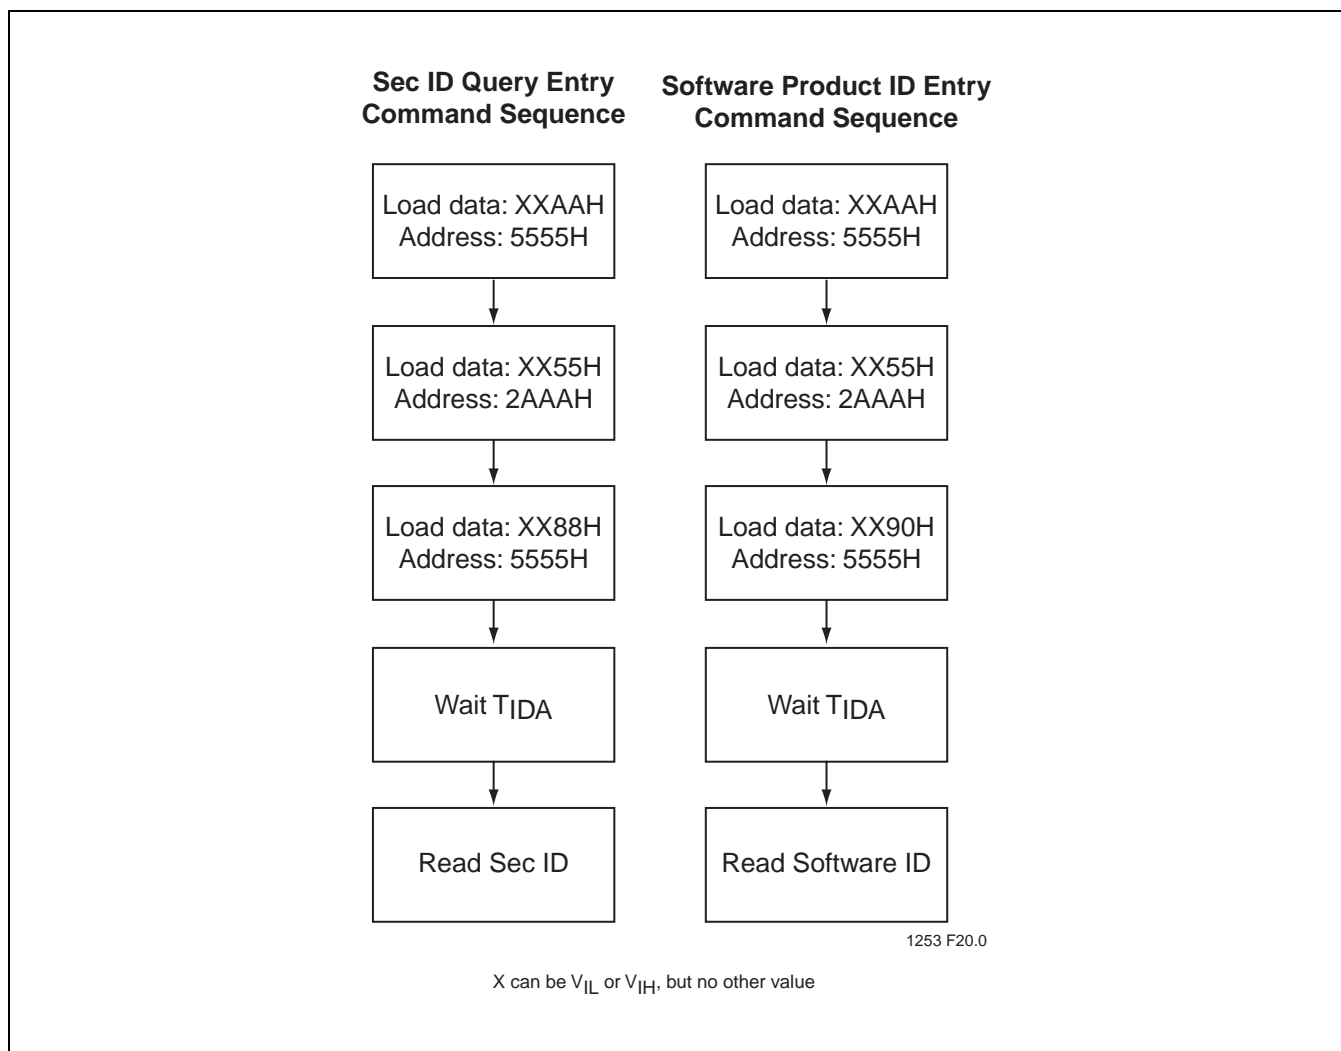 Sec ID Query Entry
Command Sequence
Load data: XXAAH
Address: 5555H
Load data: XX55H
Address: 2AAAH
Load data: XX88H
Address: 5555H
Wait TIDA
Read Sec ID
Software Product ID Entry
Command Sequence
Load data: XXAAH
Address: 5555H
Load data: XX55H
Address: 2AAAH
Load data: XX90H
Address: 5555H
Wait TIDA
Read Software ID
1253 F20.0
X can be VIL or VIH, but no other value